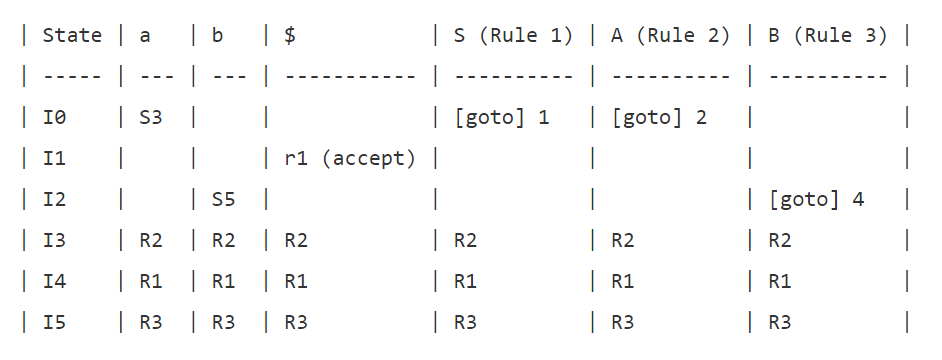 | State | a   | b   | $           | S (Rule 1) | A (Rule 2) | B (Rule 3) |
| ----- | --- | --- | ----------- | ---------- | ---------- | ---------- |
| I0    | S3  |     |             | [goto] 1   | [goto] 2   |            |
| I1    |     |     | r1 (accept) |            |            |            |
| I2    |     | S5  |             |            |            | [goto] 4   |
| I3    | R2  | R2  | R2          | R2         | R2         | R2         |
| I4    | R1  | R1  | R1          | R1         | R1         | R1         |
| I5    | R3  | R3  | R3          | R3         | R3         | R3         |